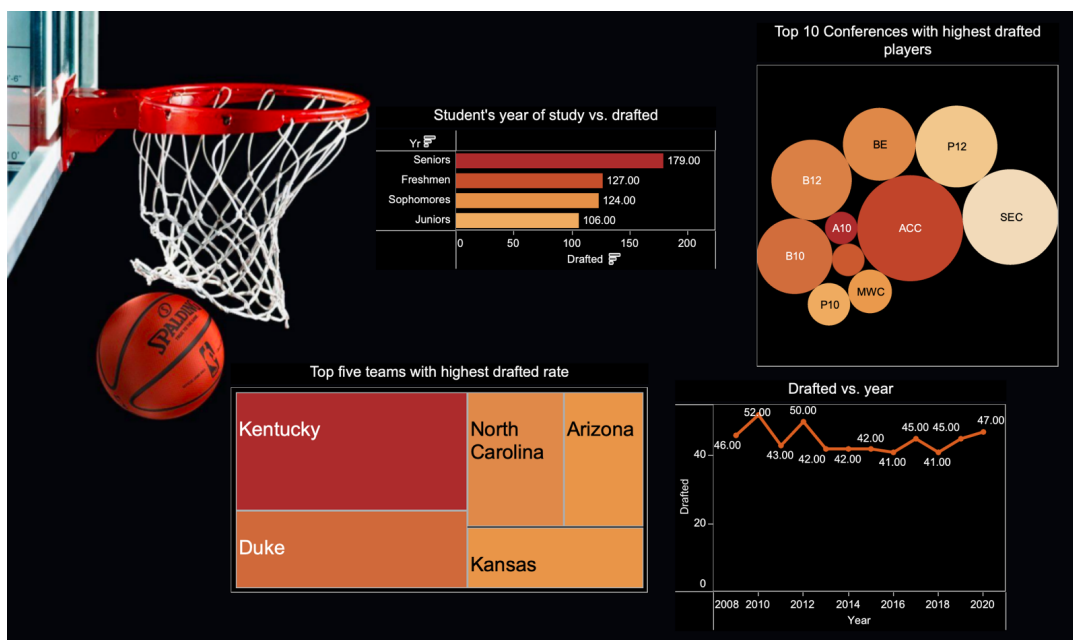 Top 10 Conferences with highest drafted
players
BE
P12
B12
SEC
A10
ACC
B10
MWC
P10
Student's year of study vs. drafted
Yr
Seniors
179.00
Freshmen
127.00
Sophomores
124.00
Juniors
106.00
0 50 100 150 200
Drafted
SPALDING
Top five teams with highest drafted rate
Kentucky
North
Carolina
Arizona
Duke
Kansas
Drafted vs. year
46.00
52.00
43.00
50.00
42.00
42.00
42.00
41.00
45.00
41.00
45.00
47.00
40
20
0
Drafted
2008 2010 2012 2014 2016 2018 2020
Year